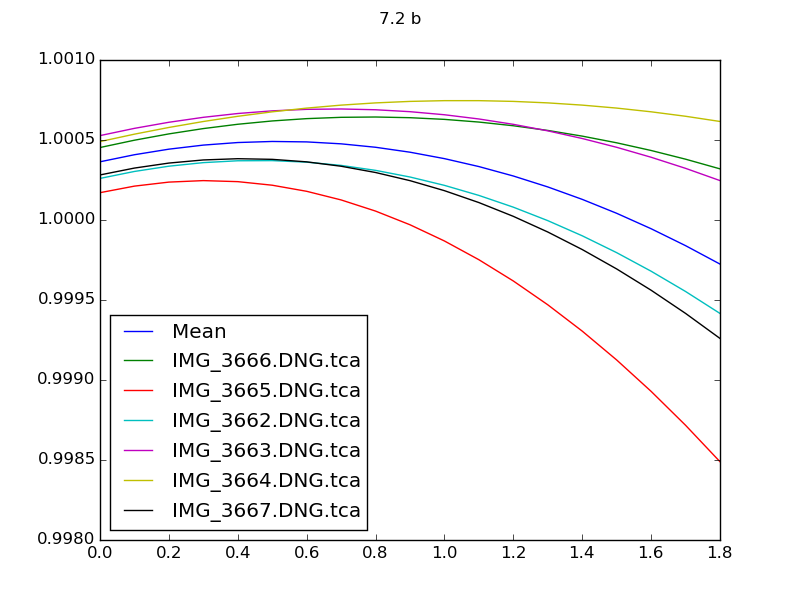 7.2 b
1.0010
1.0005
1.0000
0.9995
0.9990
0.9985
0.9980
Mean
IMG_3666.DNG.tca
IMG_3665.DNG.tca
IMG_3662.DNG.tca
IMG_3663.DNG.tca
IMG_3664.DNG.tca
IMG_3667.DNG.tca
0.0 0.2 0.4 0.6 0.8 1.0 1.2 1.4 1.6 1.8